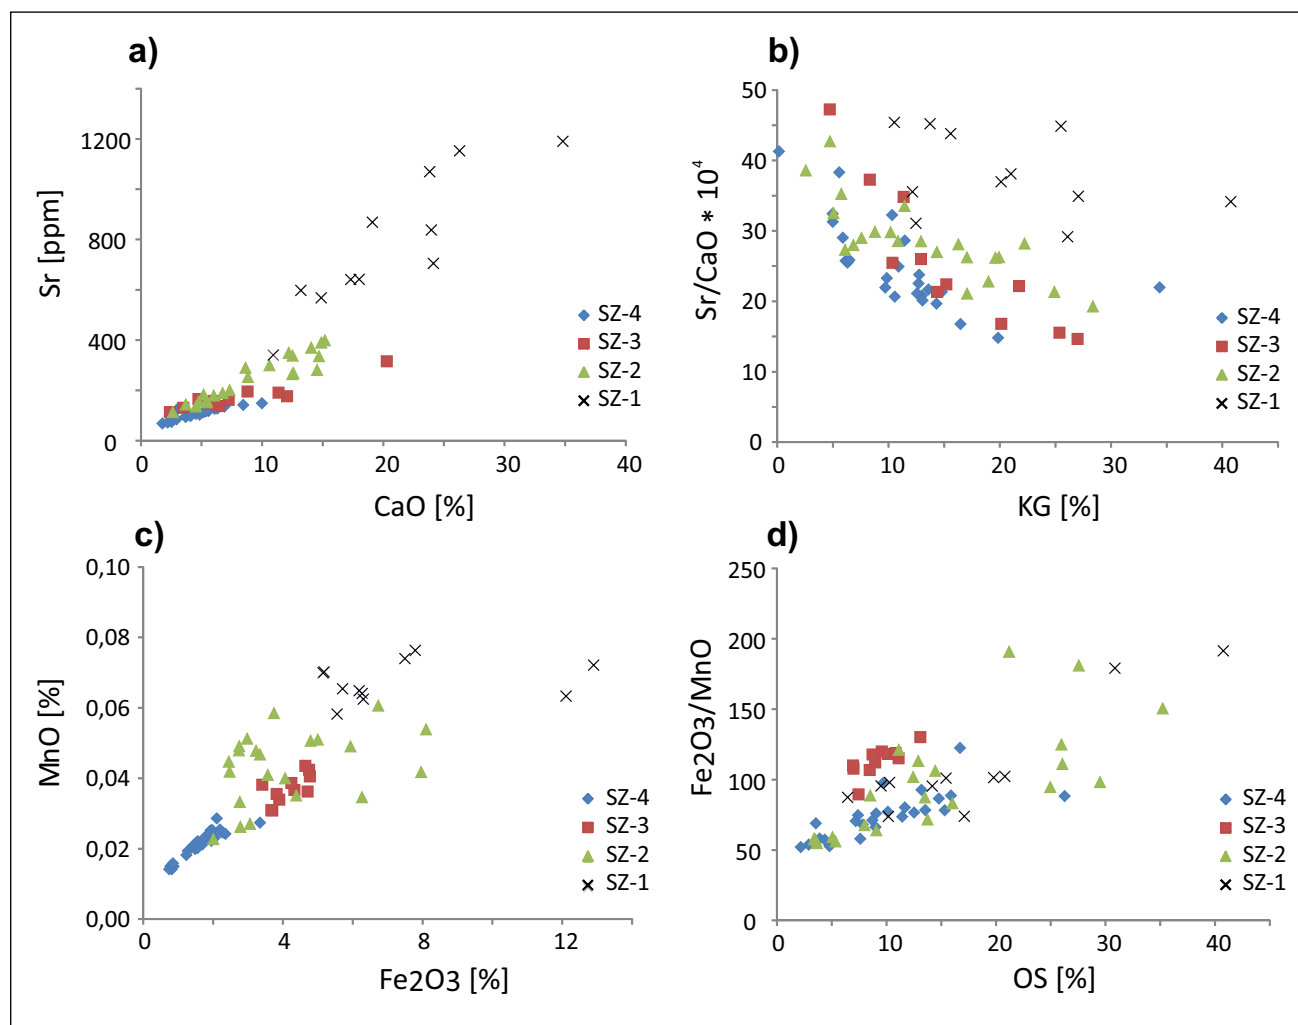 a)
Sr [ppm]
1200
800
400
0
0 10 20 30 40
CaO [%]
SZ-4
SZ-3
SZ-2
SZ-1
b)
Sr/CaO * 10⁴
50
40
30
20
10
0
0 10 20 30 40
KG [%]
SZ-4
SZ-3
SZ-2
SZ-1
c)
MnO [%]
0,10
0,08
0,06
0,04
0,02
0,00
0 4 8 12
Fe2O3 [%]
SZ-4
SZ-3
SZ-2
SZ-1
d)
Fe2O3/MnO
250
200
150
100
50
0
0 10 20 30 40
OS [%]
SZ-4
SZ-3
SZ-2
SZ-1